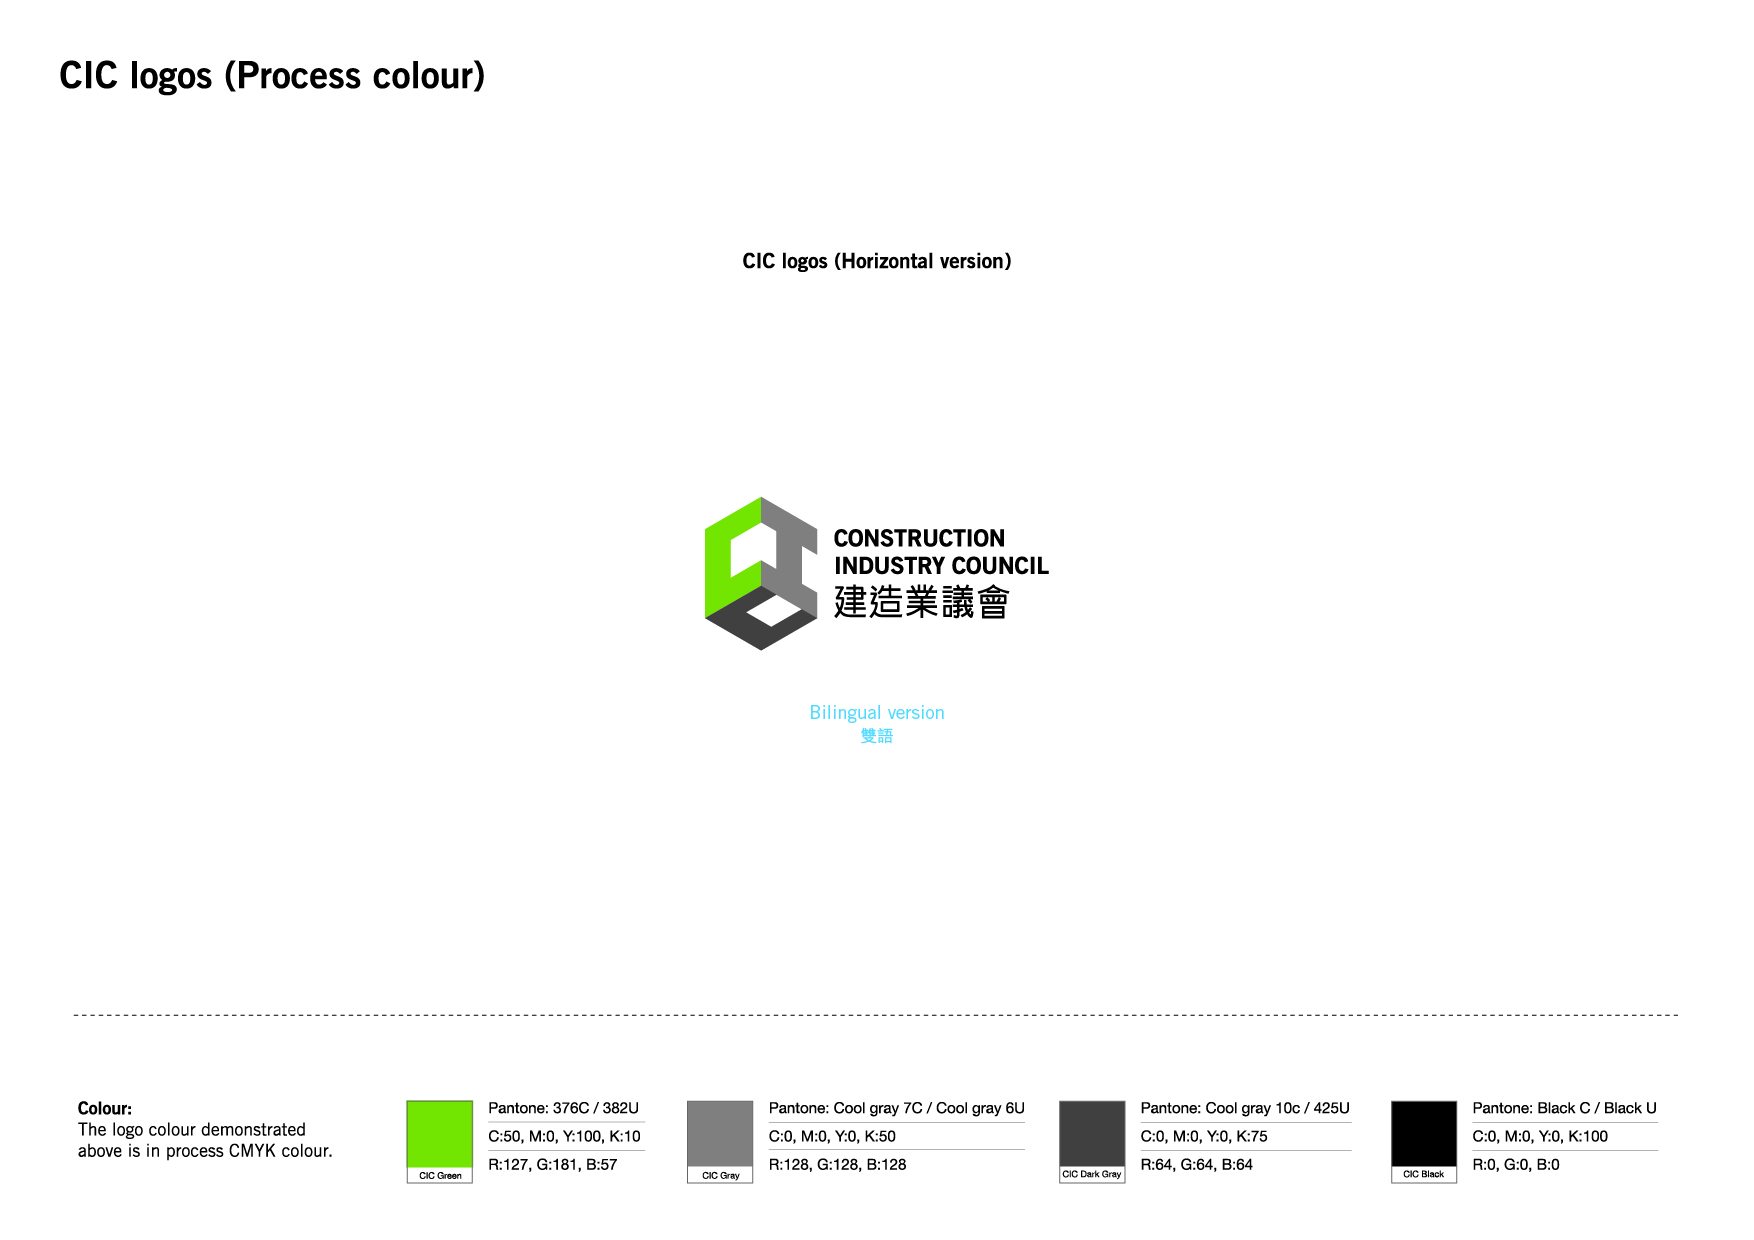 CIC logos (Process colour)
CIC logos (Horizontal version)
CONSTRUCTION
INDUSTRY COUNCIL
建造業議會
Bilingual version
雙語
Colour:
The logo colour demonstrated
above is in process CMYK colour.
CIC Green
Pantone: 376C / 382U
C:50, M:0, Y:100, K:10
R:127, G:181, B:57
CIC Gray
Pantone: Cool gray 7C / Cool gray 6U
C:0, M:0, Y:0, K:50
R:128, G:128, B:128
CIC Dark Gray
Pantone: Cool gray 10c / 425U
C:0, M:0, Y:0, K:75
R:64, G:64, B:64
CIC Black
Pantone: Black C / Black U
C:0, M:0, Y:0, K:100
R:0, G:0, B:0